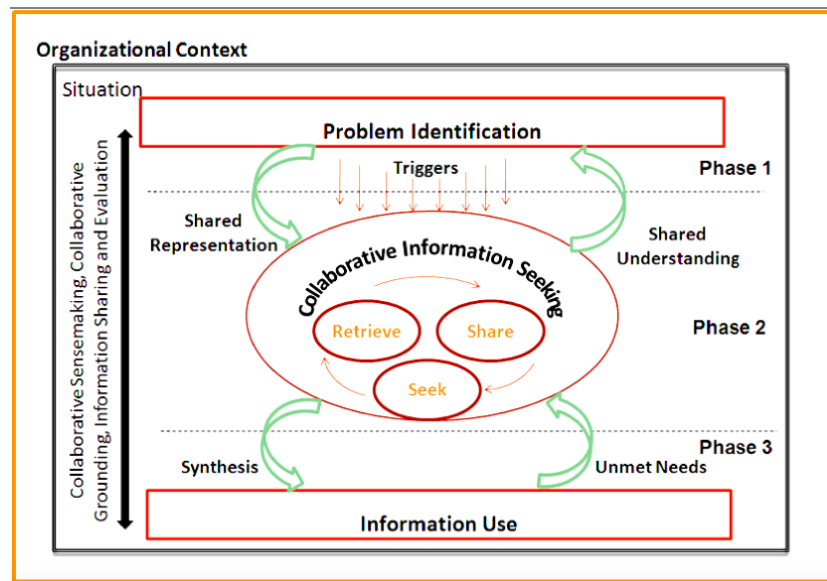 Organizational Context
Situation
Problem Identification
Triggers
Phase 1
Shared
Representation
Shared
Understanding
Collaborative Information Seeking
Retrieve
Share
Seek
Phase 2
Phase 3
Synthesis
Unmet Needs
Information Use
Collaborative Sensemaking, Collaborative
Grounding, Information Sharing and Evaluation